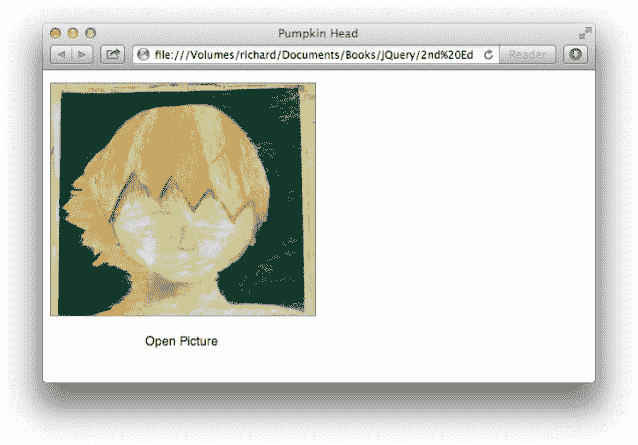 Pumpkin Head
file:///Volumes/richard/Documents/Books/jQuery/2nd%20Ed
Reader
Open Picture